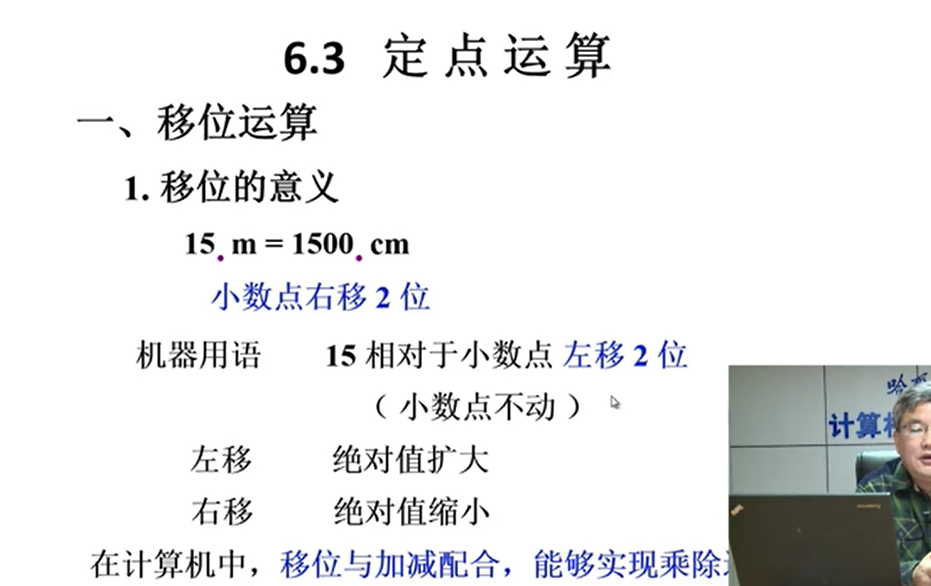 6.3 定点运算
一、移位运算
1. 移位的意义
15. m = 1500. cm
小数点右移 2 位
机器用语 15 相对于小数点 左移 2 位
（ 小数点不动 ）
左移 绝对值扩大
右移 绝对值缩小
在计算机中，移位与加减配合，能够实现乘除
计算